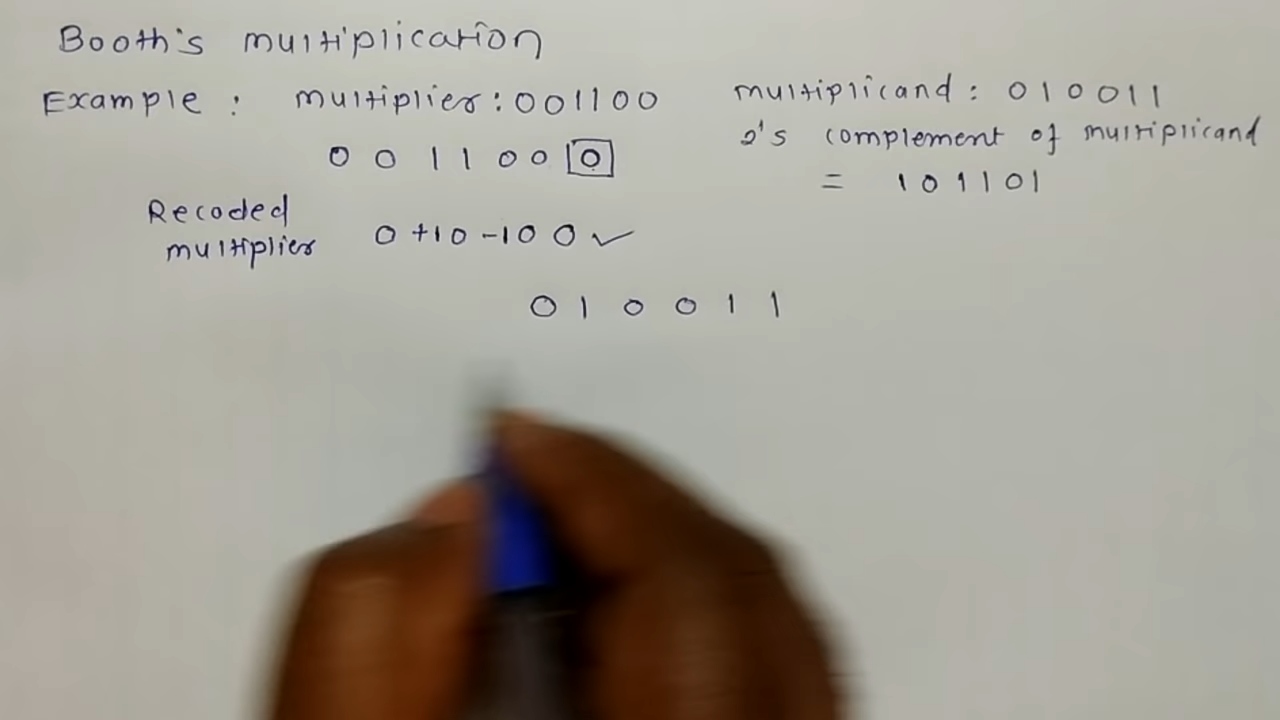 Booth's multiplication
Example : multiplier : 001100
multiplicand : 010011
2's complement of multiplicand
= 101101
0 0 1 1 0 0 0
Recoded
multiplier 0 +1 0 -1 0 0 ✓
0 1 0 0 1 1